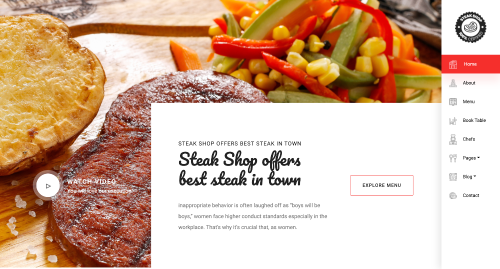 STEAK SHOP OFFERS BEST STEAK IN TOWN
Steak Shop offers
best steak in town
WATCH VIDEO
EXPLORE MENU
inappropriate behavior is often laughed off as "boys will be
boys," women face higher conduct standards especially in the
workplace. That's why it's crucial that, as women.
Home
About
Menu
Book Table
Chefs
Pages
Blog
Contact